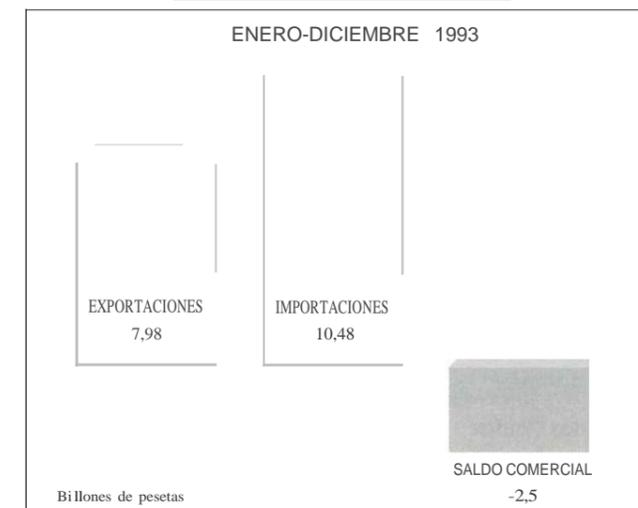 ENERO-DICIEMBRE 1993
EXPORTACIONES
7,98
IMPORTACIONES
10,48
SALDO COMERCIAL
-2,5
Billones de pesetas